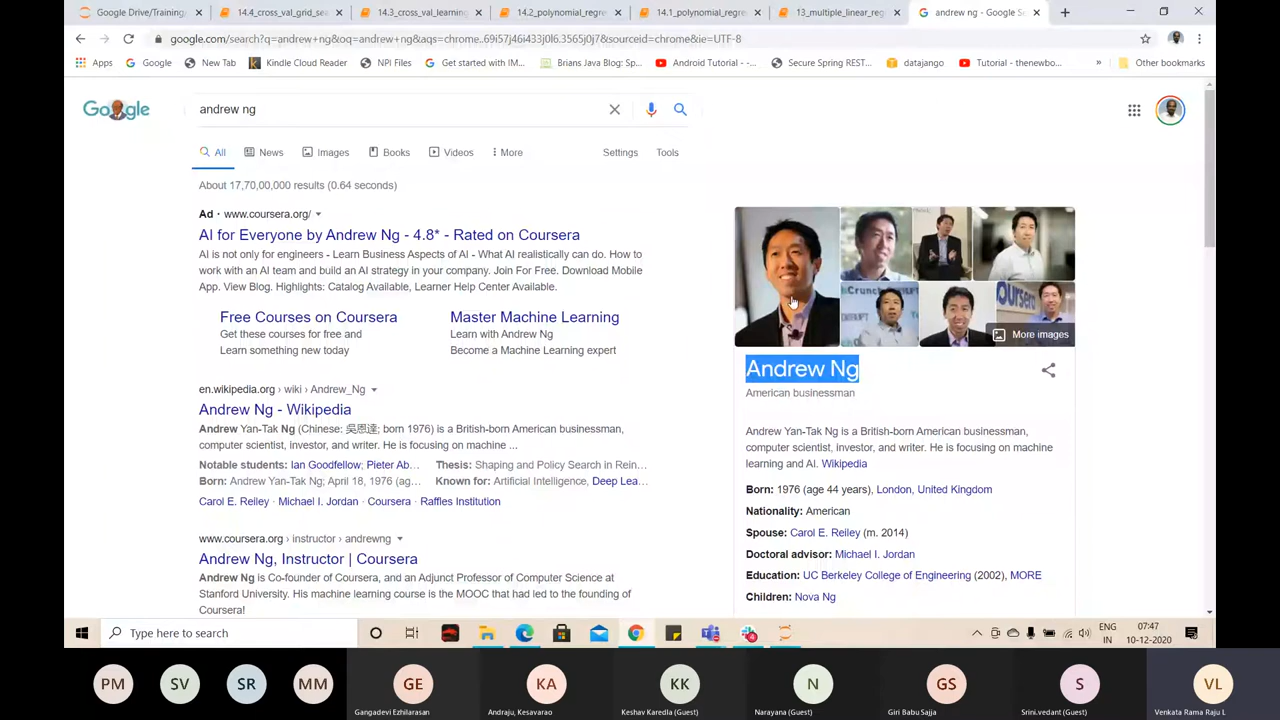 Google Drive/Training/
14.4_cross_val_grid_sea
14.3_cross_val_learning
14.2_polynomial_regre
14.1_polynomial_regre
13_multiple_linear_reg
andrew ng - Google Se
google.com/search?q=andrew+ng&oq=andrew+ng&aqs=chrome..69i57j46i433j0l6.3565j0j7&sourceid=chrome&ie=UTF-8
Apps
Google
New Tab
Kindle Cloud Reader
NPI Files
Get started with IM...
Brians Java Blog: Sp...
Android Tutorial - -...
Secure Spring REST...
datajango
Tutorial - thenewbo...
»
Other bookmarks
Google
andrew ng
All
News
Images
Books
Videos
More
Settings
Tools
About 17,70,00,000 results (0.64 seconds)
Ad · www.coursera.org/
AI for Everyone by Andrew Ng - 4.8* - Rated on Coursera
AI is not only for engineers - Learn Business Aspects of AI - What AI realistically can do. How to
work with an AI team and build an AI strategy in your company. Join For Free. Download Mobile
App. View Blog. Highlights: Catalog Available, Learner Help Center Available.
Free Courses on Coursera
Get these courses for free and
Learn something new today
Master Machine Learning
Learn with Andrew Ng
Become a Machine Learning expert
en.wikipedia.org › wiki › Andrew_Ng
Andrew Ng - Wikipedia
Andrew Yan-Tak Ng (Chinese: 吳恩達; born 1976) is a British-born American businessman,
computer scientist, investor, and writer. He is focusing on machine ...
Notable students: Ian Goodfellow; Pieter Ab...
Thesis: Shaping and Policy Search in Rein...
Born: Andrew Yan-Tak Ng; April 18, 1976 (ag...
Known for: Artificial Intelligence, Deep Lea...
Carol E. Reiley · Michael I. Jordan · Coursera · Raffles Institution
www.coursera.org › instructor › andrewng
Andrew Ng, Instructor | Coursera
Andrew Ng is Co-founder of Coursera, and an Adjunct Professor of Computer Science at
Stanford University. His machine learning course is the MOOC that had led to the founding of
Coursera!
More images
Andrew Ng
American businessman
Andrew Yan-Tak Ng is a British-born American businessman,
computer scientist, investor, and writer. He is focusing on machine
learning and AI. Wikipedia
Born: 1976 (age 44 years), London, United Kingdom
Nationality: American
Spouse: Carol E. Reiley (m. 2014)
Doctoral advisor: Michael I. Jordan
Education: UC Berkeley College of Engineering (2002), MORE
Children: Nova Ng
Type here to search
ENG
IN
07:47
10-12-2020
PM
SV
SR
MM
GE
Gangadevi Ezhilarasan
KA
Andraju, Kesavarao
KK
Keshav Karedla (Guest)
N
Narayana (Guest)
GS
Giri Babu Sajja
S
Srini.vedant (Guest)
VL
Venkata Rama Raju L